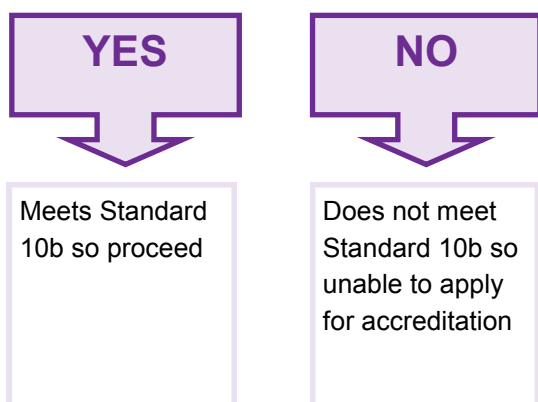 YES
Meets Standard
10b so proceed
NO
Does not meet
Standard 10b so
unable to apply
for accreditation